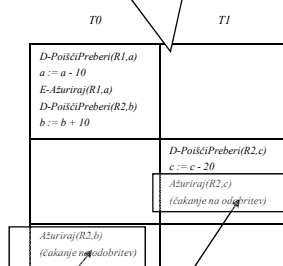 T0 T1
D-PoiščiPreberi(R1,a)
a := a - 10
E-Ažuriraj(R1,a)
D-PoiščiPreberi(R2,b)
b := b + 10
D-PoiščiPreberi(R2,c)
c := c - 20
Ažuriraj(R2,c)
(čakanje na odobritev)
Ažuriraj(R2,b)
(čakanje na odobritev)